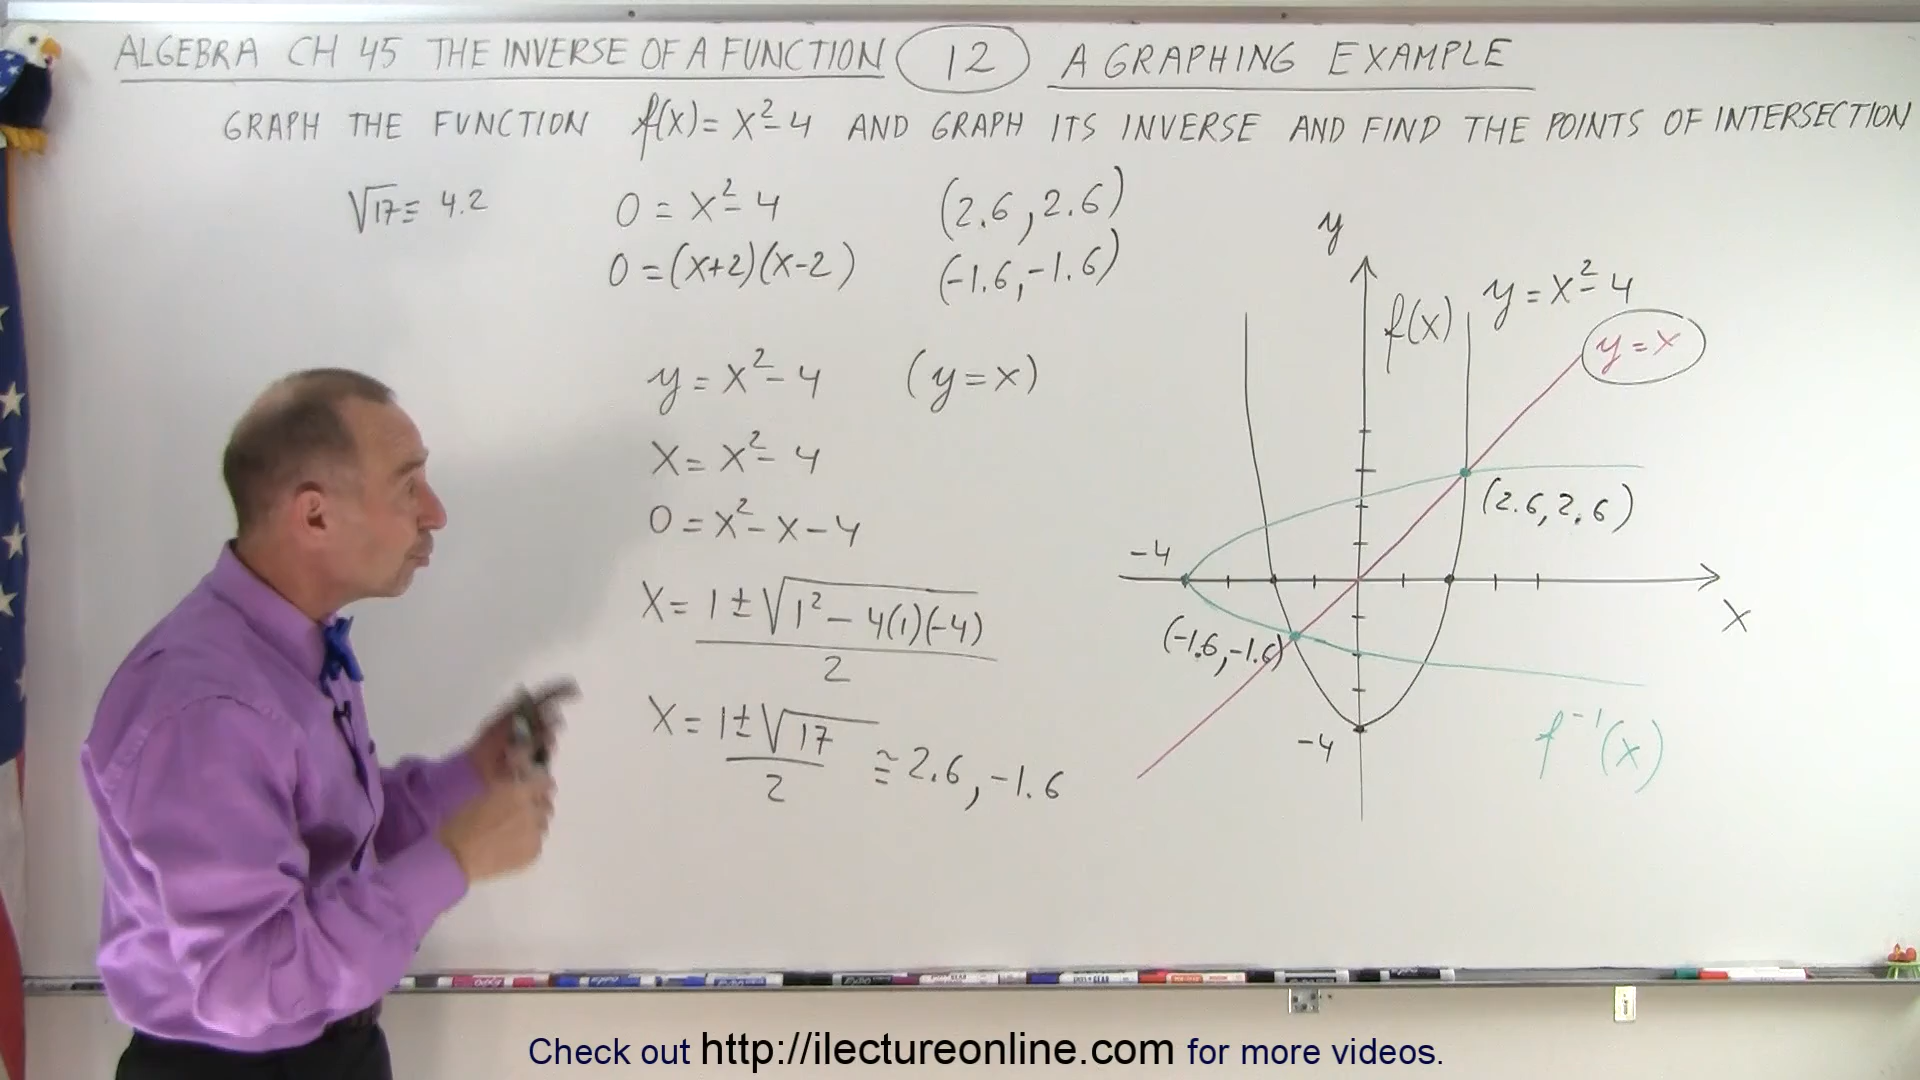 ALGEBRA CH 45 THE INVERSE OF A FUNCTION 12 A GRAPHING EXAMPLE
GRAPH THE FUNCTION f(x)= x²-4 AND GRAPH ITS INVERSE AND FIND THE POINTS OF INTERSECTION
√17 ≅ 4.2
0 = x²-4
0 = (x+2)(x-2)
(2.6, 2.6)
(-1.6, -1.6)
y = x²-4 (y=x)
x = x²-4
0 = x²-x-4
x = (1 ± √(1²-4(1)(-4)))/2
x = (1 ± √17)/2 ≅ 2.6, -1.6
y
f(x)
y = x²-4
y = x
(2.6, 2.6)
-4
x
(-1.6, -1.6)
-4
f⁻¹(x)
Check out http://ilectureonline.com for more videos.